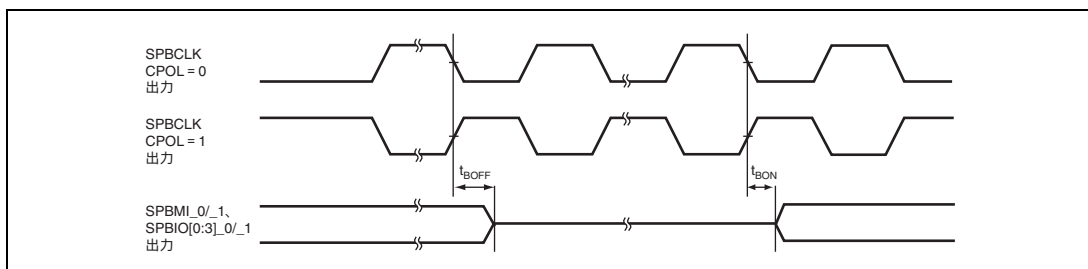 SPBCLK
CPOL = 0
出力
SPBCLK
CPOL = 1
出力
tBOFF
tBON
SPBMI_0/_1、
SPBIO[0:3]_0/_1
出力